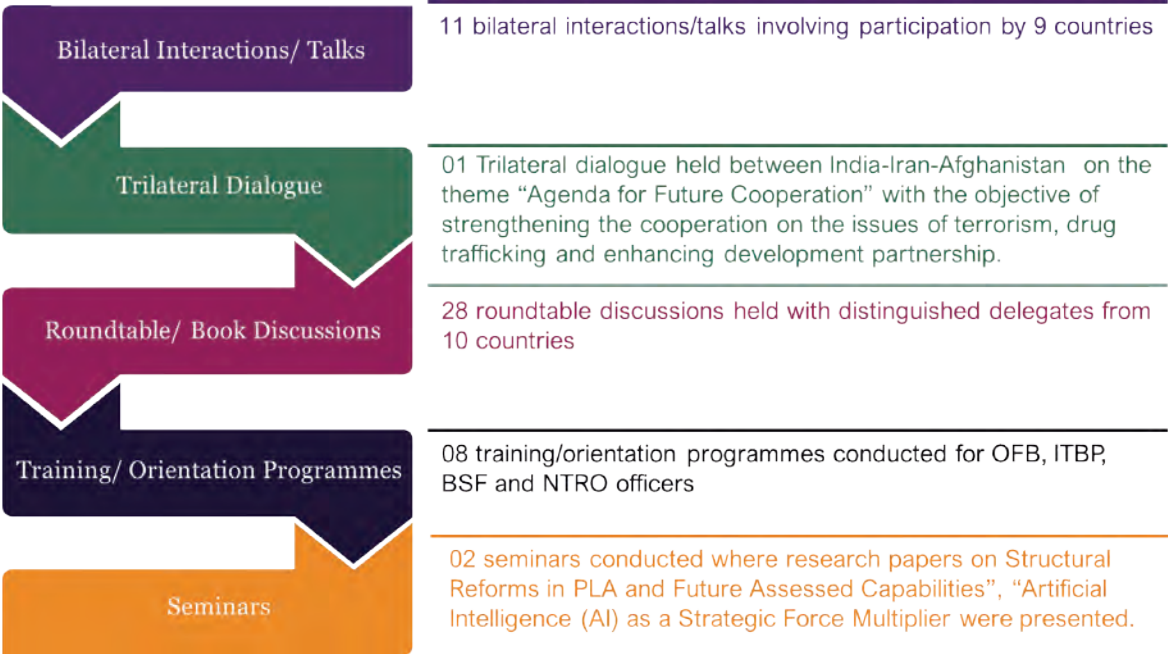 Bilateral Interactions/ Talks
11 bilateral interactions/talks involving participation by 9 countries
Trilateral Dialogue
01 Trilateral dialogue held between India-Iran-Afghanistan on the
theme “Agenda for Future Cooperation” with the objective of
strengthening the cooperation on the issues of terrorism, drug
trafficking and enhancing development partnership.
Roundtable/ Book Discussions
28 roundtable discussions held with distinguished delegates from
10 countries
Training/ Orientation Programmes
08 training/orientation programmes conducted for OFB, ITBP,
BSF and NTRO officers
Seminars
02 seminars conducted where research papers on Structural
Reforms in PLA and Future Assessed Capabilities”, “Artificial
Intelligence (AI) as a Strategic Force Multiplier were presented.